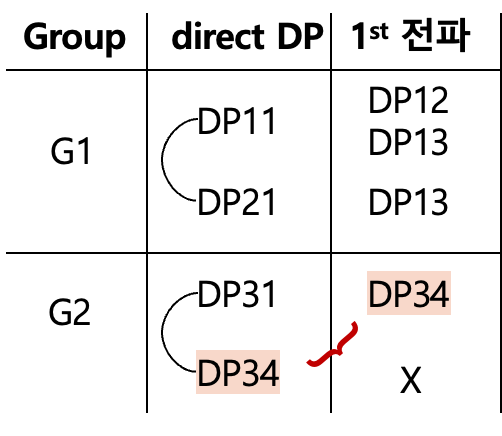 Group direct DP 1st 전파
G1
DP11 DP12
DP13
DP21 DP13
G2
DP31 DP34
DP34 X